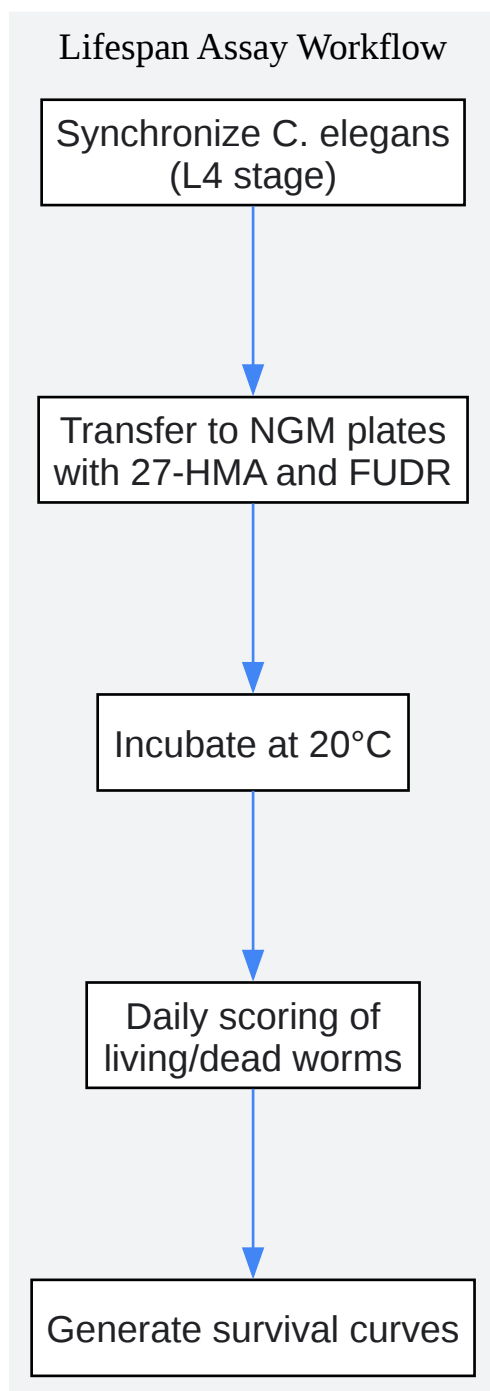 Lifespan Assay Workflow
Synchronize C. elegans
(L4 stage)
Transfer to NGM plates
with 27-HMA and FUDR
Incubate at 20°C
Daily scoring of
living/dead worms
Generate survival curves